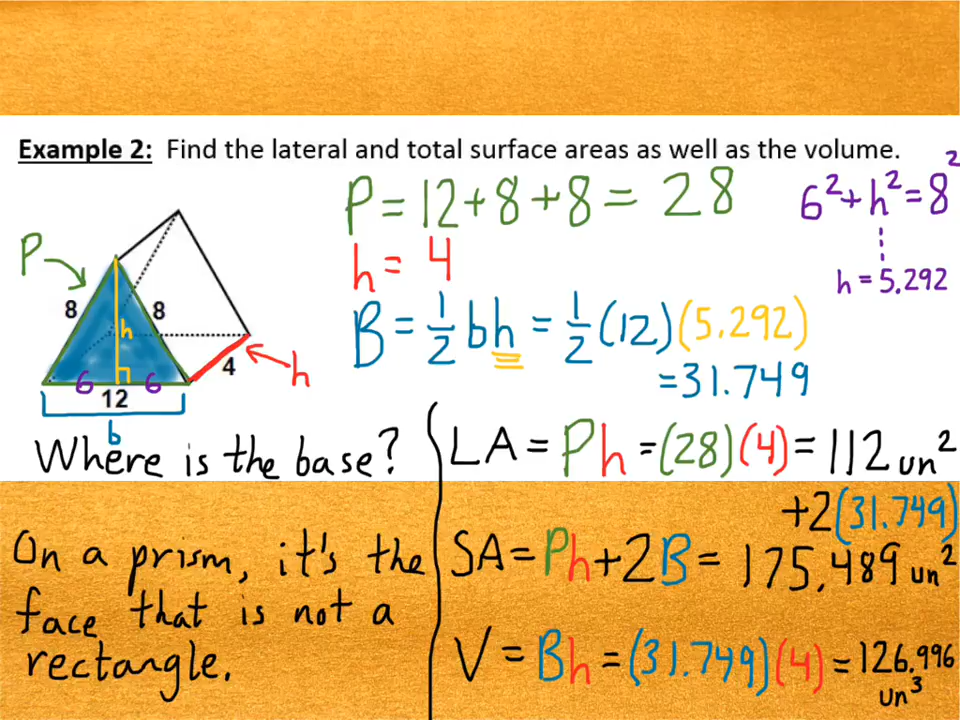 Example 2: Find the lateral and total surface areas as well as the volume.
P = 12 + 8 + 8 = 28
6² + h² = 8²
h = 4
h = 5.292
B = 1/2 bh = 1/2 (12)(5.292)
= 31.749
P
8
8
h
6
6
4
h
12
b
Where is the base?
On a prism, it's the
face that is not a
rectangle.
LA = Ph = (28)(4) = 112 un²
+2(31.749)
SA = Ph + 2B = 175.489 un²
V = Bh = (31.749)(4) = 126.996
un³